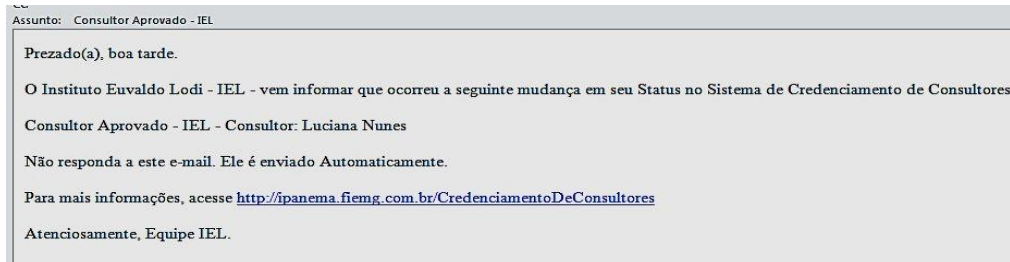 Assunto: Consultor Aprovado - IEL
Prezado(a), boa tarde.
O Instituto Euvaldo Lodi - IEL - vem informar que ocorreu a seguinte mudança em seu Status no Sistema de Credenciamento de Consultores
Consultor Aprovado - IEL - Consultor: Luciana Nunes
Não responda a este e-mail. Ele é enviado Automaticamente.
Para mais informações, acesse http://ipanema.fiemg.com.br/CredenciamentoDeConsultores
Atenciosamente, Equipe IEL.